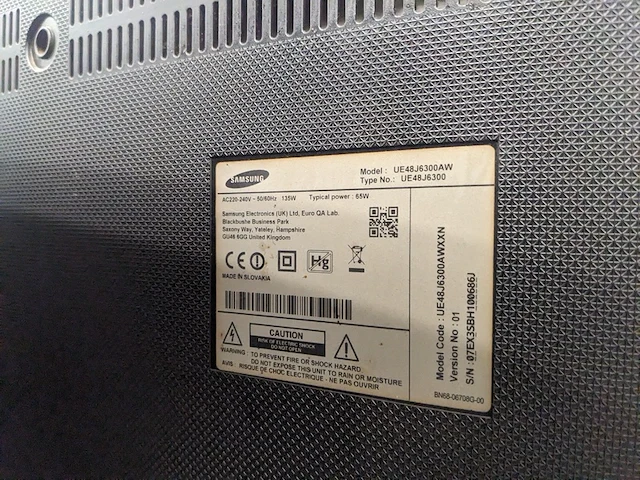 SAMSUNG
Model : UE48J6300AW
Type No.: UE48J6300
AC220-240V ~ 50/60Hz 135W Typical power : 65W
Samsung Electronics (UK) Ltd, Euro QA Lab.
Blackbushe Business Park
Saxony Way, Yateley, Hampshire
GU46 6GG United Kingdom
CE
Hg
MADE IN SLOVAKIA
CAUTION
RISK OF ELECTRIC SHOCK
DO NOT OPEN
WARNING : TO PREVENT FIRE OR SHOCK HAZARD
DO NOT EXPOSE THIS UNIT TO RAIN OR MOISTURE
AVIS : RISQUE DE CHOC ELECTRIQUE - NE PAS OUVRIR
Model Code : UE48J6300AWXXN
Version No : 01
S/N : 07EX3SBH100686J
BN68-06708G-00